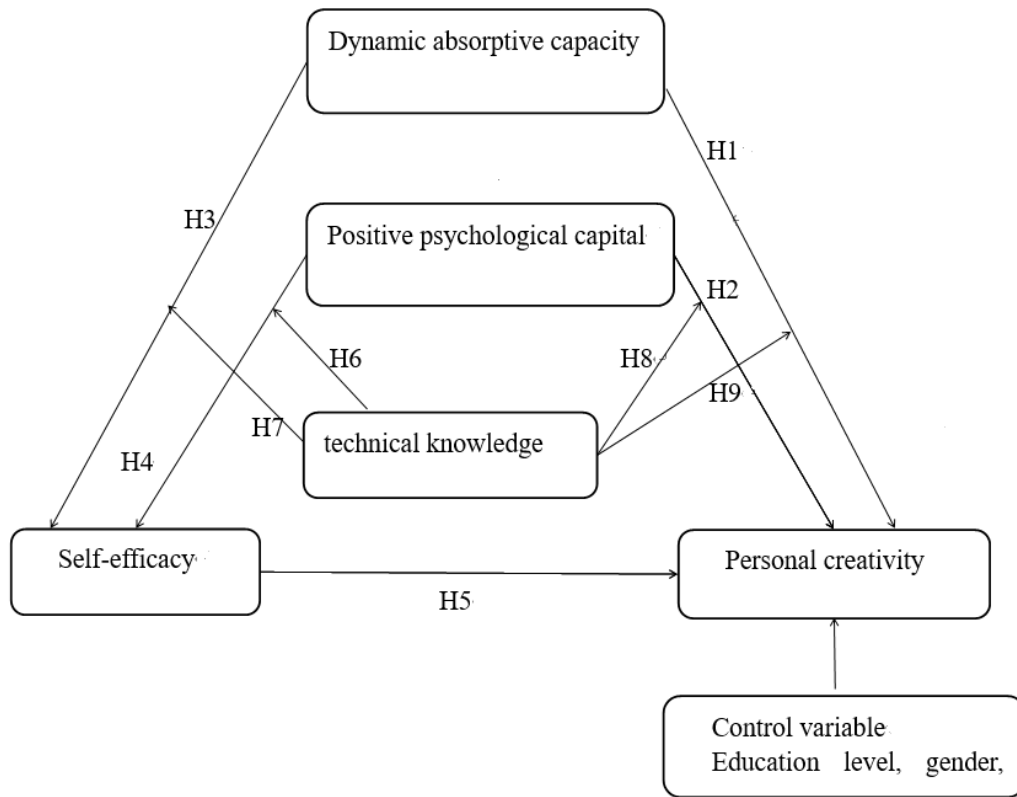 Dynamic absorptive capacity
H1
H3
Positive psychological capital
H2
H6
H8
H9
H7
technical knowledge
H4
Self-efficacy
Personal creativity
H5
Control variable
Education level, gender,